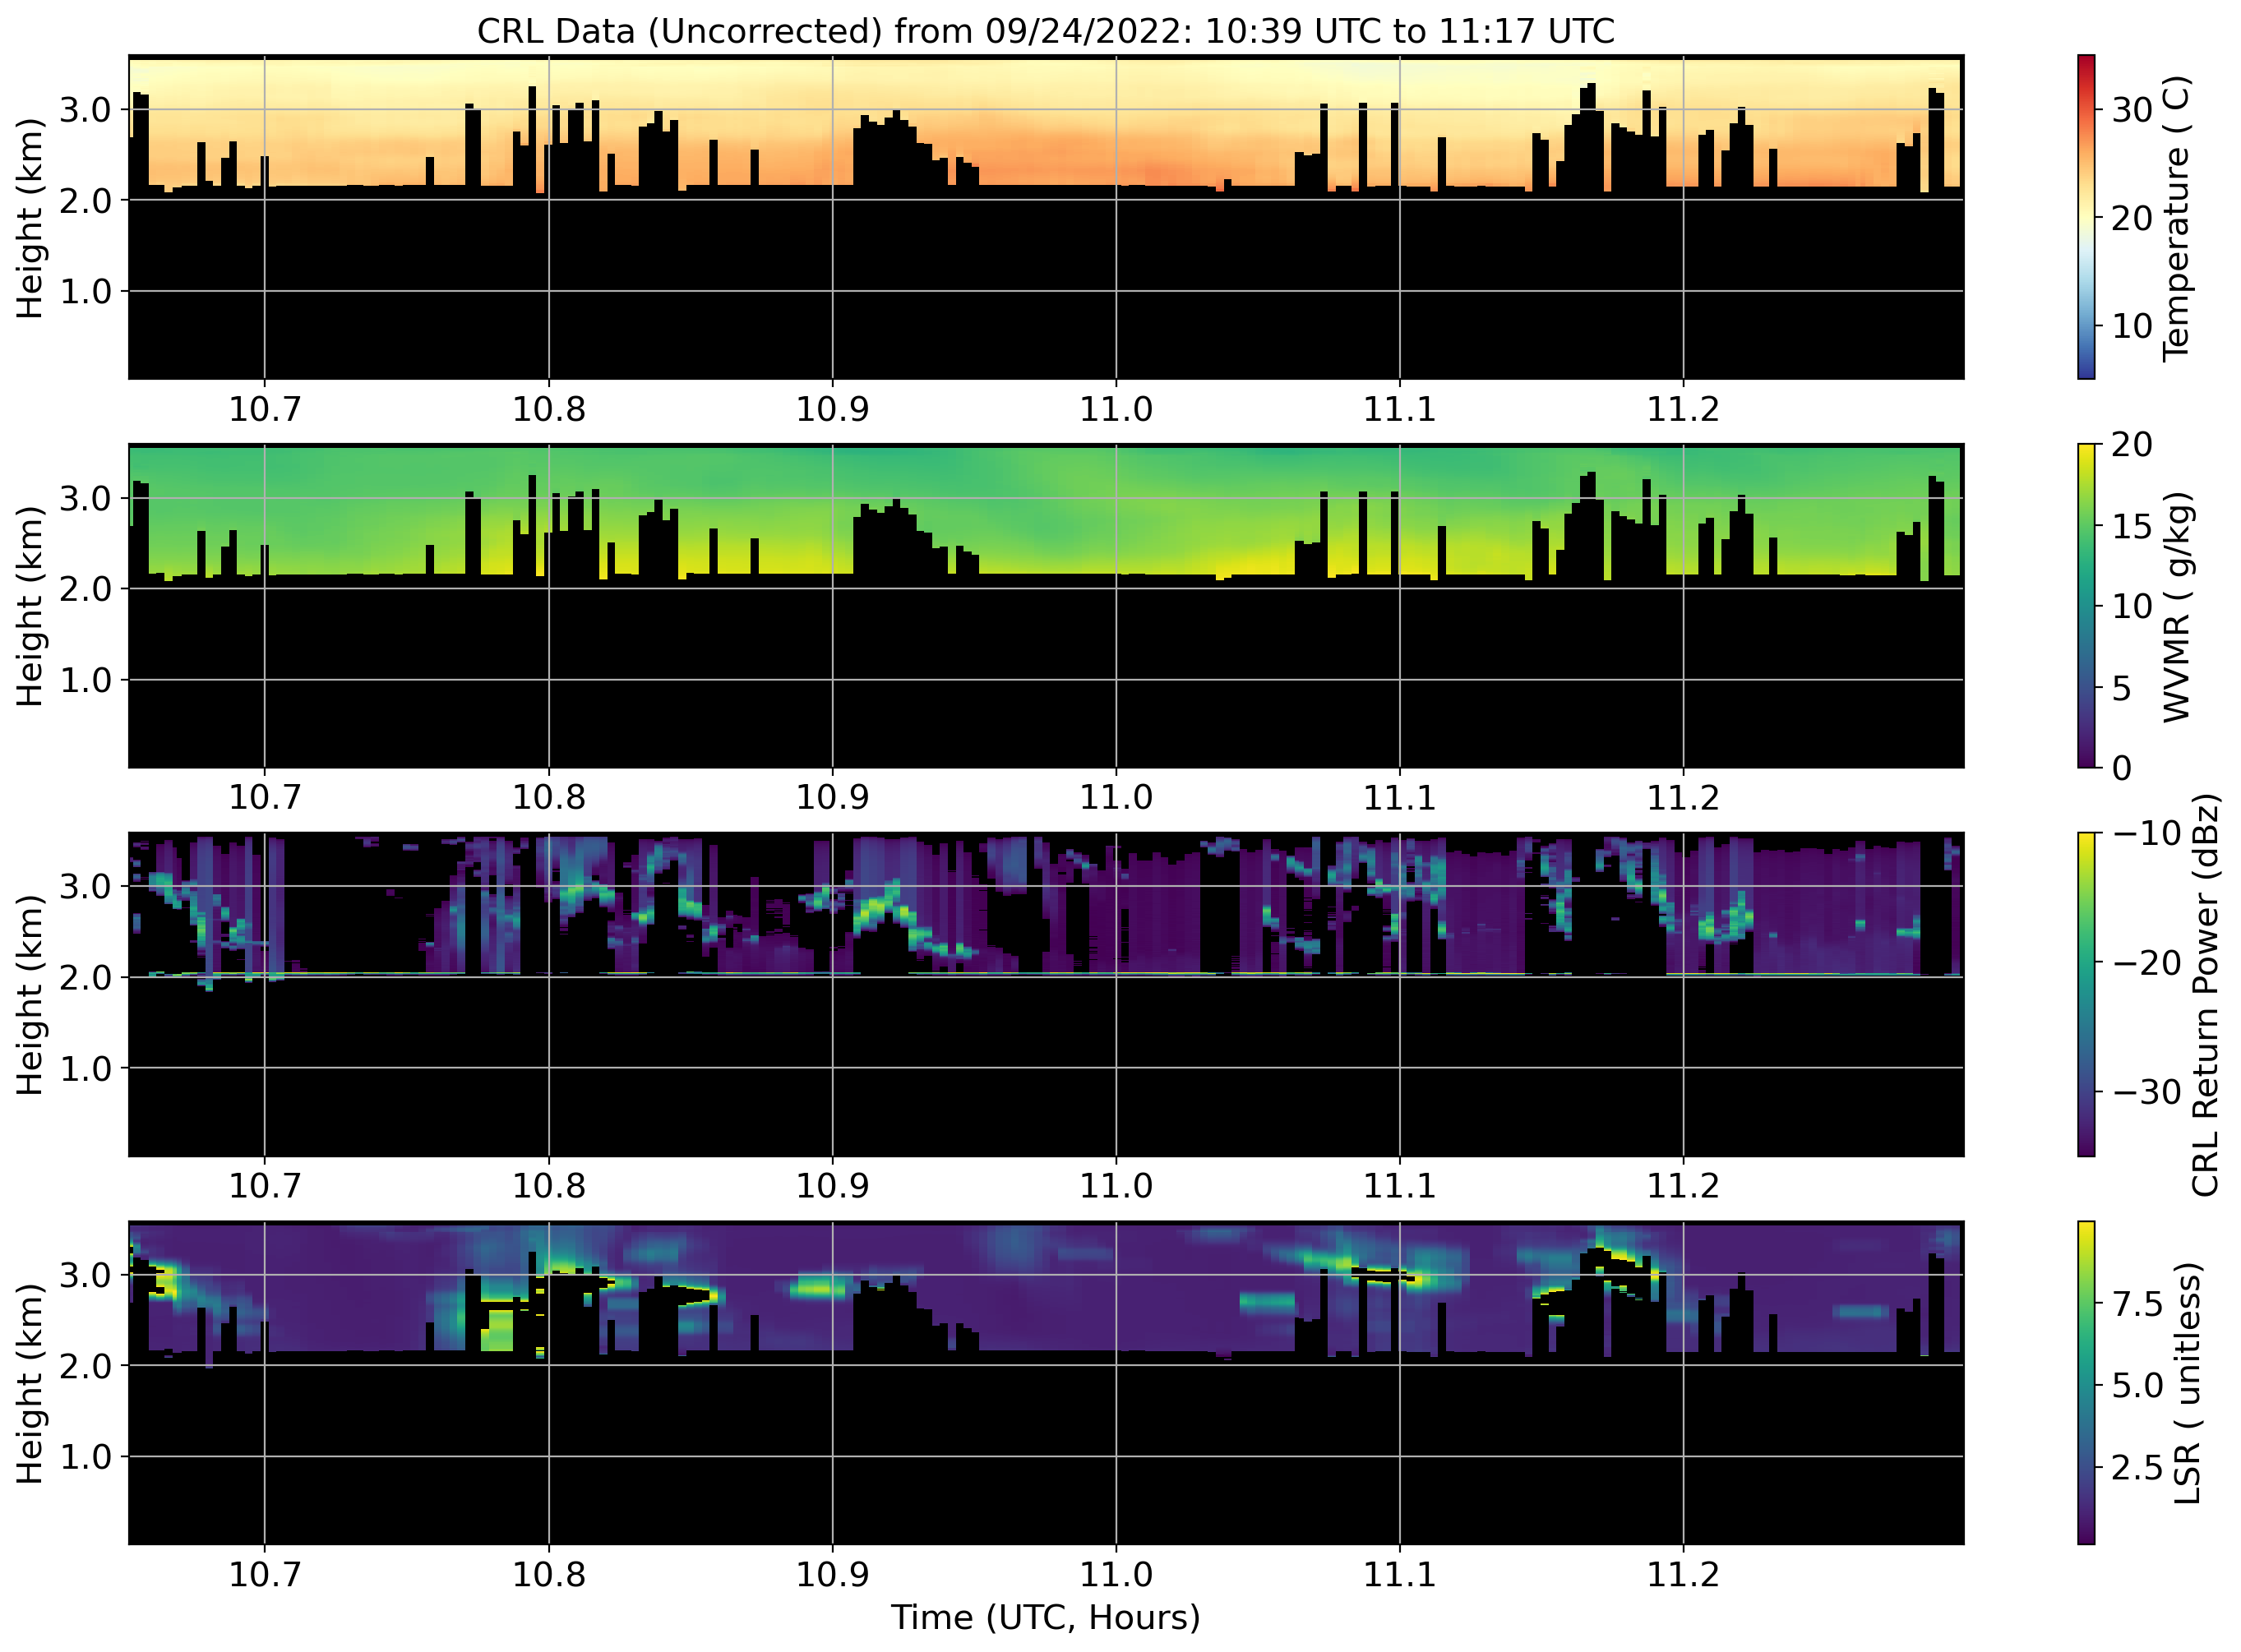 CRL Data (Uncorrected) from 09/24/2022: 10:39 UTC to 11:17 UTC
Height (km)
3.0
2.0
1.0
10.7 10.8 10.9 11.0 11.1 11.2
30
20
10
Temperature ( C)
Height (km)
3.0
2.0
1.0
10.7 10.8 10.9 11.0 11.1 11.2
20
15
10
5
0
WVMR ( g/kg)
Height (km)
3.0
2.0
1.0
10.7 10.8 10.9 11.0 11.1 11.2
−10
−20
−30
CRL Return Power (dBz)
Height (km)
3.0
2.0
1.0
10.7 10.8 10.9 11.0 11.1 11.2
7.5
5.0
2.5
LSR ( unitless)
Time (UTC, Hours)